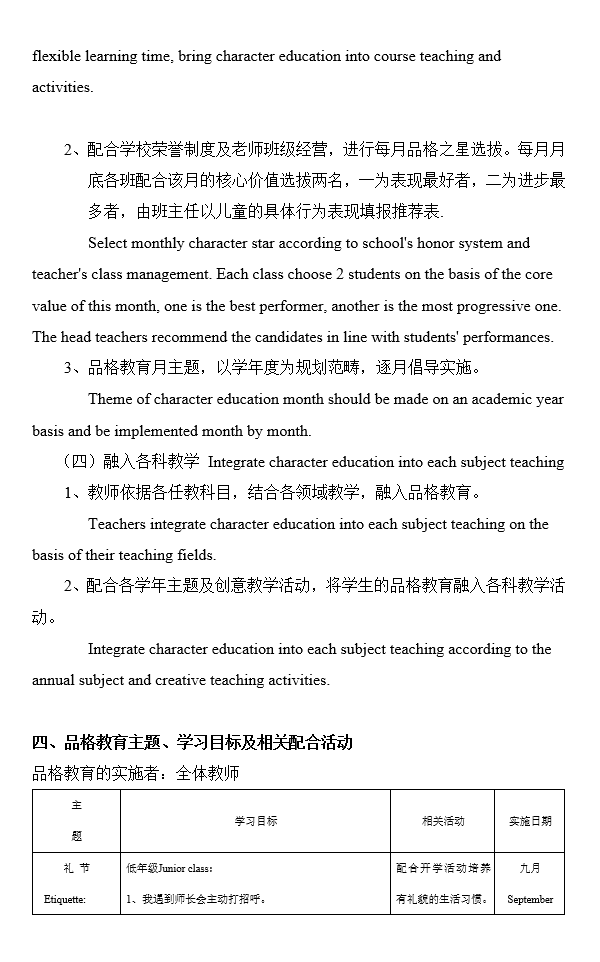 flexible learning time, bring character education into course teaching and
activities.
2、配合学校荣誉制度及老师班级经营，进行每月品格之星选拔。每月月
底各班配合该月的核心价值选拔两名，一为表现最好者，二为进步最
多者，由班主任以儿童的具体行为表现填报推荐表.
Select monthly character star according to school's honor system and
teacher's class management. Each class choose 2 students on the basis of the core
value of this month, one is the best performer, another is the most progressive one.
The head teachers recommend the candidates in line with students' performances.
3、品格教育月主题，以学年度为规划范畴，逐月倡导实施。
Theme of character education month should be made on an academic year
basis and be implemented month by month.
（四）融入各科教学 Integrate character education into each subject teaching
1、教师依据各任教科目，结合各领域教学，融入品格教育。
Teachers integrate character education into each subject teaching on the
basis of their teaching fields.
2、配合各学年主题及创意教学活动，将学生的品格教育融入各科教学活
动。
Integrate character education into each subject teaching according to the
annual subject and creative teaching activities.
四、品格教育主题、学习目标及相关配合活动
品格教育的实施者：全体教师
主
题
学习目标
相关活动
实施日期
礼 节
Etiquette:
低年级Junior class：
1、我遇到师长会主动打招呼。
配合开学活动培养
有礼貌的生活习惯。
九月
September